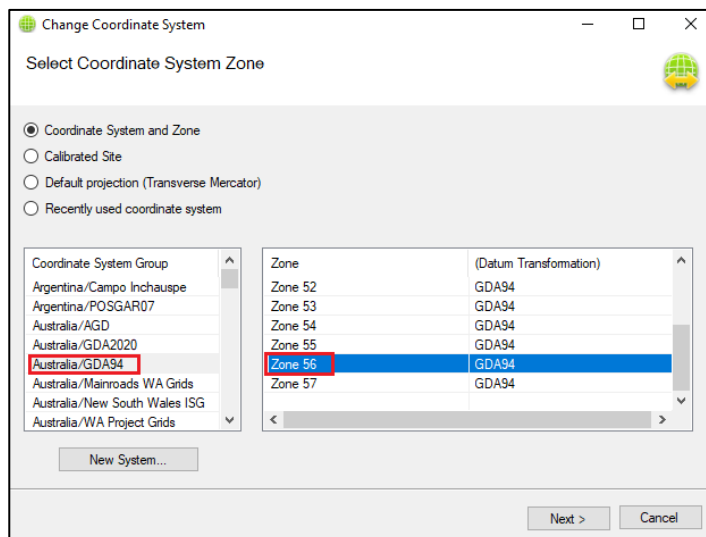 Change Coordinate System
Select Coordinate System Zone
Coordinate System and Zone
Calibrated Site
Default projection (Transverse Mercator)
Recently used coordinate system
Coordinate System Group
Argentina/Campo Inchauspe
Argentina/POSGAR07
Australia/AGD
Australia/GDA2020
Australia/GDA94
Australia/Mainroads WA Grids
Australia/New South Wales ISG
Australia/WA Project Grids
Zone (Datum Transformation)
Zone 52 GDA94
Zone 53 GDA94
Zone 54 GDA94
Zone 55 GDA94
Zone 56 GDA94
Zone 57 GDA94
New System...
Next > Cancel